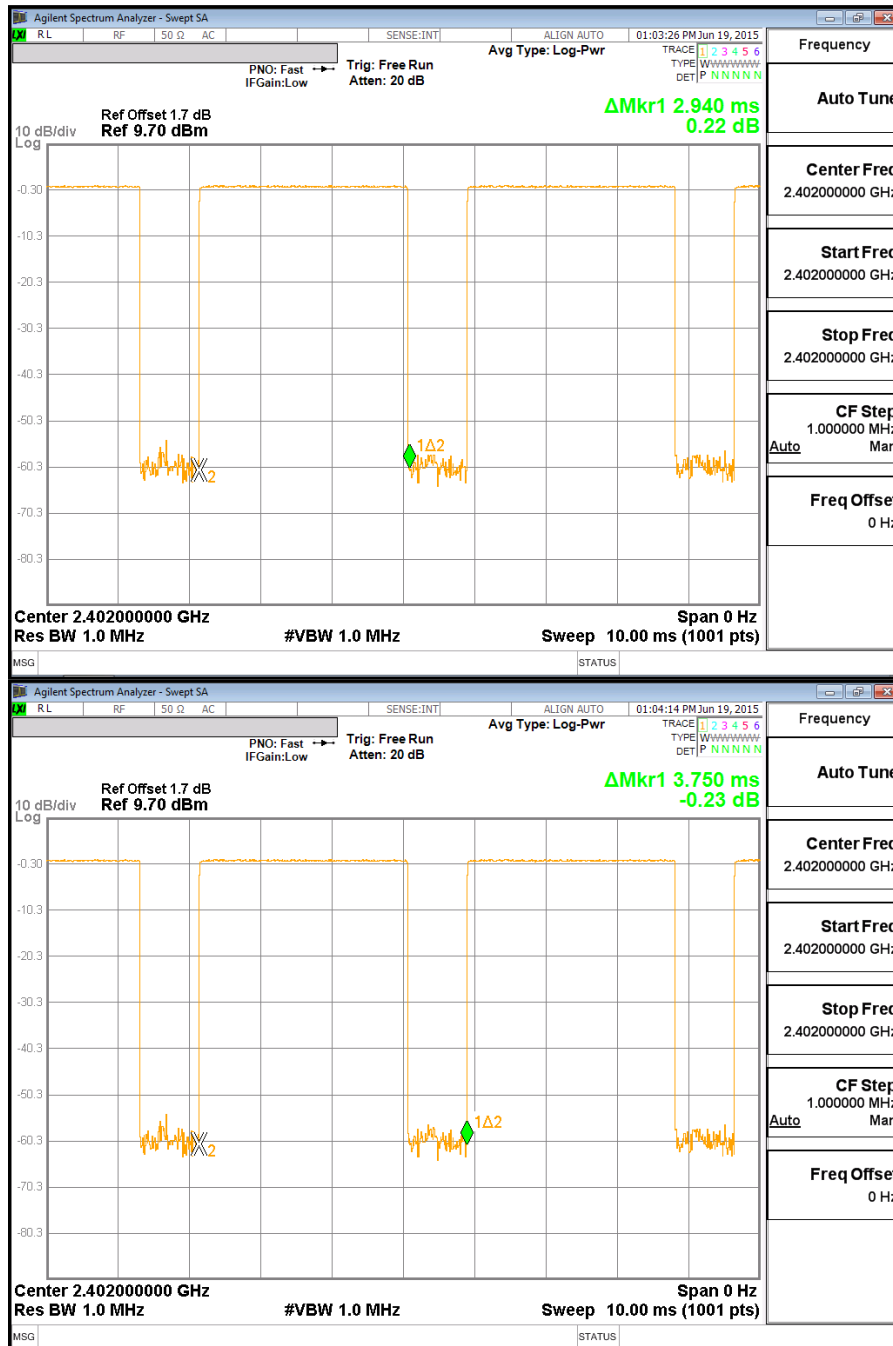 Agilent Spectrum Analyzer - Swept SA
LXI RL RF 50 Ω AC SENSE:INT ALIGN AUTO 01:03:26 PM Jun 19, 2015
Frequency
Avg Type: Log-Pwr TRACE 1 2 3 4 5 6
PNO: Fast Trig: Free Run TYPE WWWWWW
IFGain:Low Atten: 20 dB DET P N N N N N
Auto Tune
ΔMkr1 2.940 ms
Ref Offset 1.7 dB
10 dB/div Ref 9.70 dBm 0.22 dB
Log
Center Freq
2.402000000 GHz
-0.30
-10.3
Start Freq
2.402000000 GHz
-20.3
-30.3
Stop Freq
2.402000000 GHz
-40.3
CF Step
1.000000 MHz
Auto Man
-50.3
1Δ2
-60.3
X2
Freq Offset
0 Hz
-70.3
-80.3
Center 2.402000000 GHz Span 0 Hz
Res BW 1.0 MHz #VBW 1.0 MHz Sweep 10.00 ms (1001 pts)
MSG STATUS
Agilent Spectrum Analyzer - Swept SA
LXI RL RF 50 Ω AC SENSE:INT ALIGN AUTO 01:04:14 PM Jun 19, 2015
Frequency
Avg Type: Log-Pwr TRACE 1 2 3 4 5 6
PNO: Fast Trig: Free Run TYPE WWWWWW
IFGain:Low Atten: 20 dB DET P N N N N N
Auto Tune
ΔMkr1 3.750 ms
Ref Offset 1.7 dB
10 dB/div Ref 9.70 dBm -0.23 dB
Log
Center Freq
2.402000000 GHz
-0.30
-10.3
Start Freq
2.402000000 GHz
-20.3
-30.3
Stop Freq
2.402000000 GHz
-40.3
CF Step
1.000000 MHz
Auto Man
-50.3
1Δ2
-60.3
X2
Freq Offset
0 Hz
-70.3
-80.3
Center 2.402000000 GHz Span 0 Hz
Res BW 1.0 MHz #VBW 1.0 MHz Sweep 10.00 ms (1001 pts)
MSG STATUS